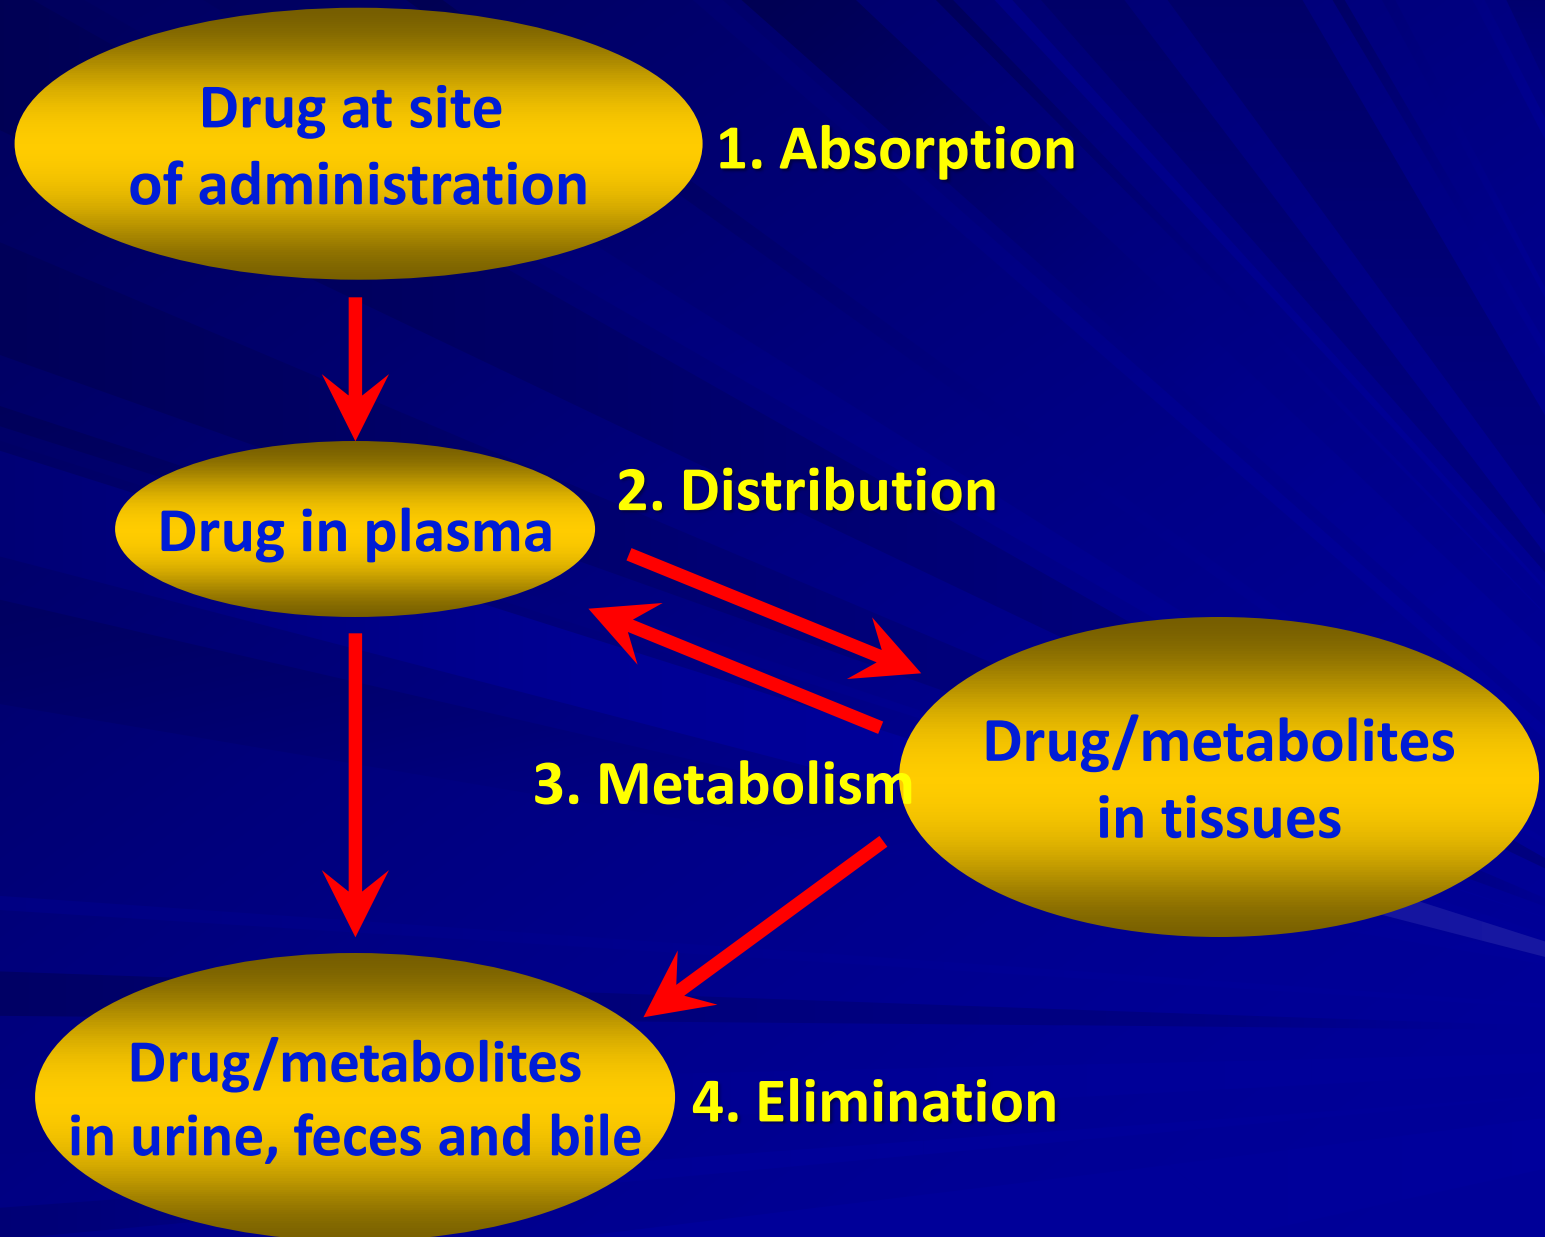 Drug at site
of administration
1. Absorption
2. Distribution
Drug in plasma
Drug/metabolites
in tissues
3. Metabolism
Drug/metabolites
in urine, feces and bile
4. Elimination